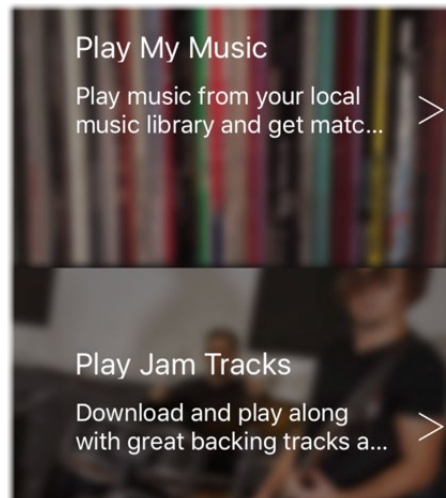 Play My Music
Play music from your local
music library and get matc...
Play Jam Tracks
Download and play along
with great backing tracks a...